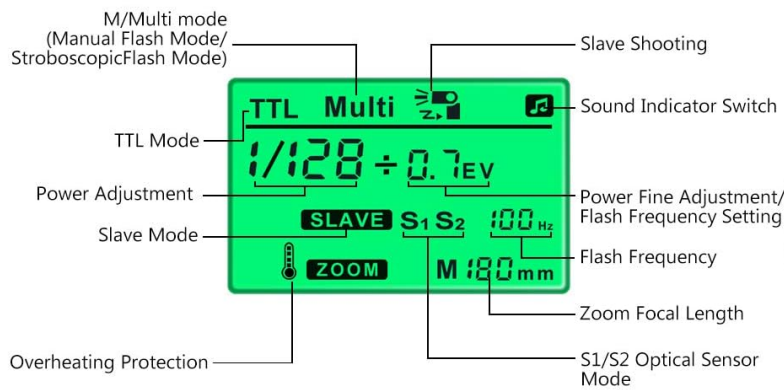 M/Multi mode
(Manual Flash Mode/
StroboscopicFlash Mode)
Slave Shooting
TTL Multi
Sound Indicator Switch
TTL Mode
1/128 ÷ 0.7EV
Power Adjustment
Power Fine Adjustment/
Flash Frequency Setting
SLAVE S1 S2 100 Hz
Slave Mode
Flash Frequency
ZOOM M 180mm
Zoom Focal Length
Overheating Protection
S1/S2 Optical Sensor
Mode